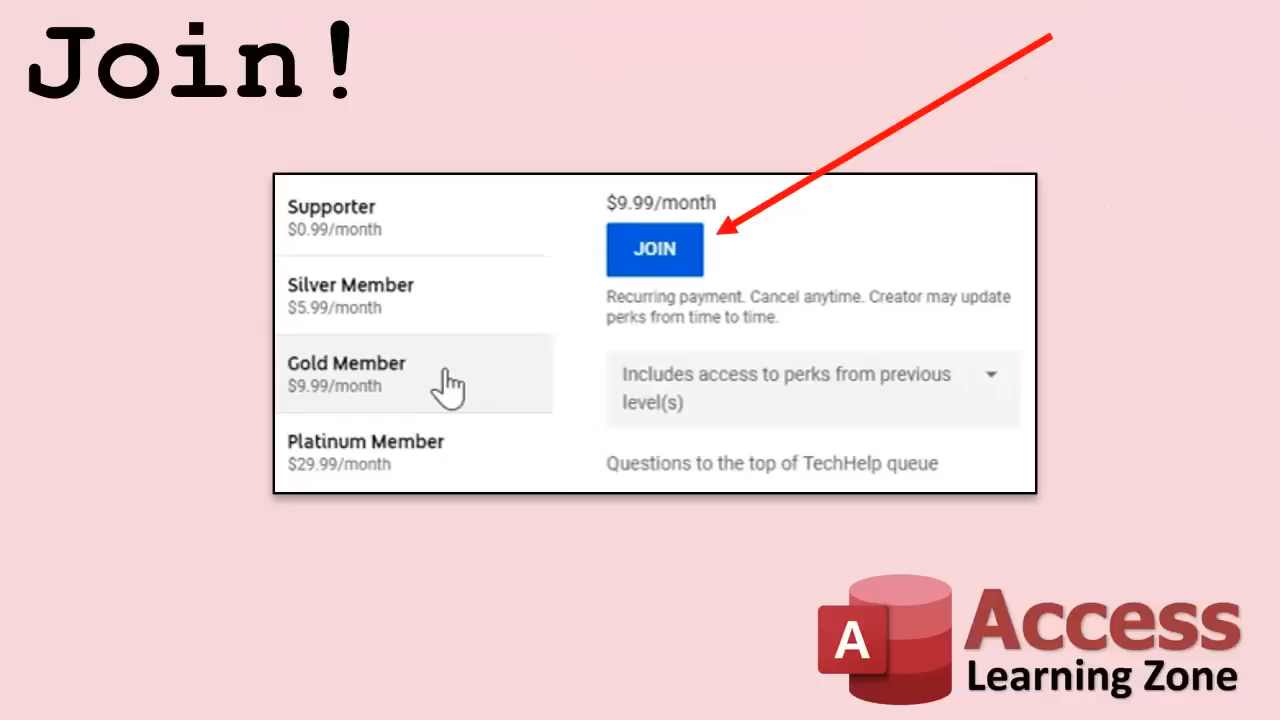 Join!
Supporter
$0.99/month
Silver Member
$5.99/month
Gold Member
$9.99/month
Platinum Member
$29.99/month
$9.99/month
JOIN
Recurring payment. Cancel anytime. Creator may update
perks from time to time.
Includes access to perks from previous
level(s)
Questions to the top of TechHelp queue
A
Access
Learning Zone